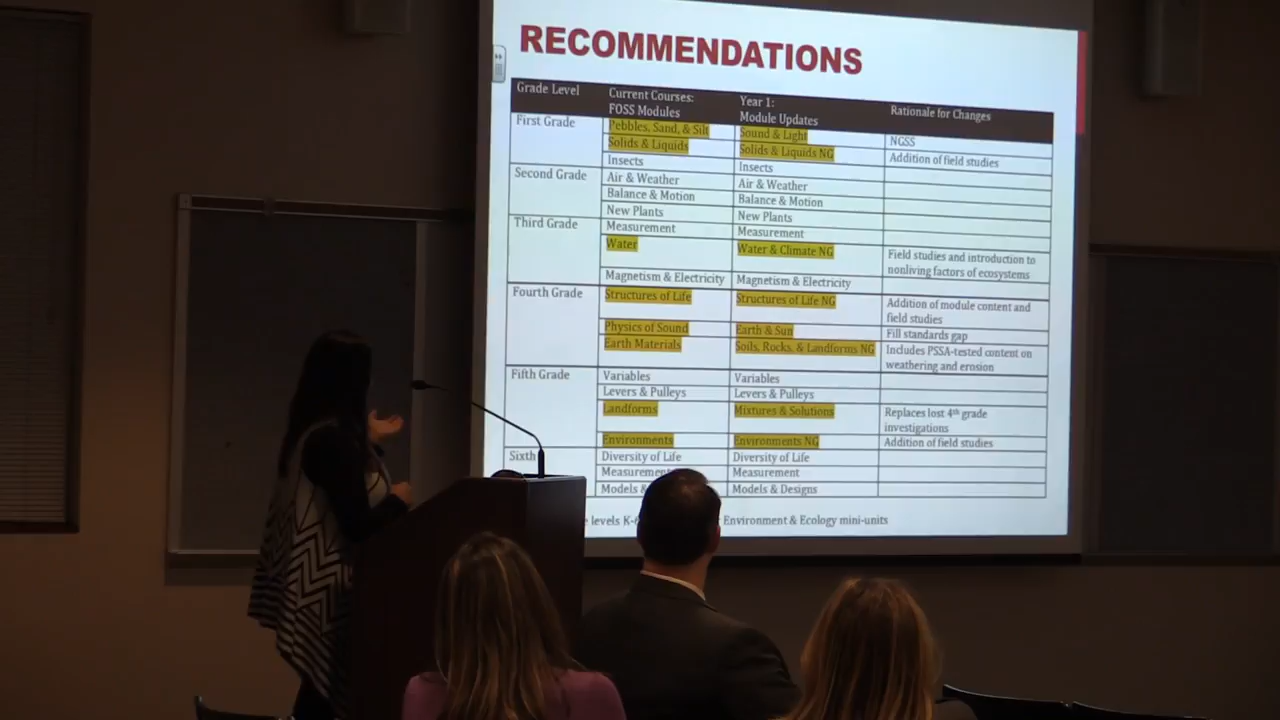 RECOMMENDATIONS
Grade Level Current Courses: FOSS Modules Year 1: Module Updates Rationale for Changes
First Grade Pebbles, Sand, & Silt Sound & Light NGSS
Solids & Liquids Solids & Liquids NG Addition of field studies
Insects Insects
Second Grade Air & Weather Air & Weather
Balance & Motion Balance & Motion
New Plants New Plants
Third Grade Measurement Measurement
Water Water & Climate NG Field studies and introduction to nonliving factors of ecosystems
Magnetism & Electricity Magnetism & Electricity
Fourth Grade Structures of Life Structures of Life NG Addition of module content and field studies
Physics of Sound Earth & Sun Fill standards gap
Earth Materials Soils, Rocks, & Landforms NG Includes PSSA-tested content on weathering and erosion
Fifth Grade Variables Variables
Levers & Pulleys Levers & Pulleys
Landforms Mixtures & Solutions Replaces lost 4th grade investigations
Environments Environments NG Addition of field studies
Sixth Diversity of Life Diversity of Life
Measurement Measurement
Models & Models & Designs
levels Environment & Ecology mini-units